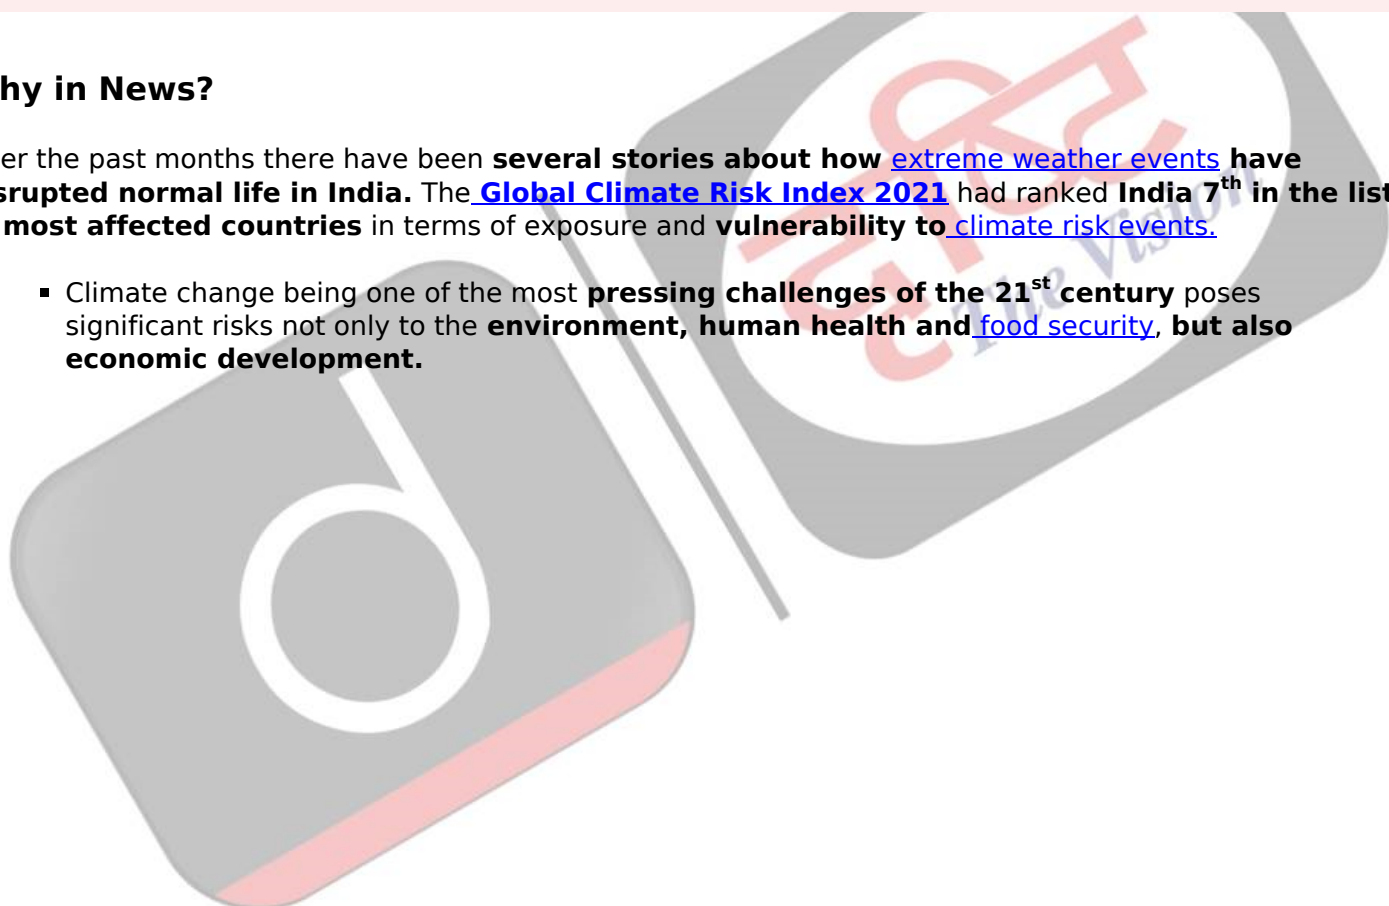 hy in News?
er the past months there have been several stories about how extreme weather events have
srupted normal life in India. The Global Climate Risk Index 2021 had ranked India 7th in the list
most affected countries in terms of exposure and vulnerability to climate risk events.
▪ Climate change being one of the most pressing challenges of the 21st century poses
significant risks not only to the environment, human health and food security, but also
economic development.
दृष्टि
The Vision